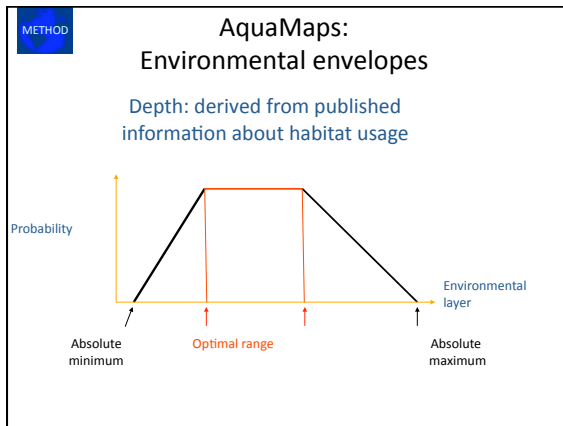 METHOD
AquaMaps:
Environmental envelopes
Depth: derived from published
information about habitat usage
Probability
Environmental
layer
Absolute
minimum
Optimal range
Absolute
maximum